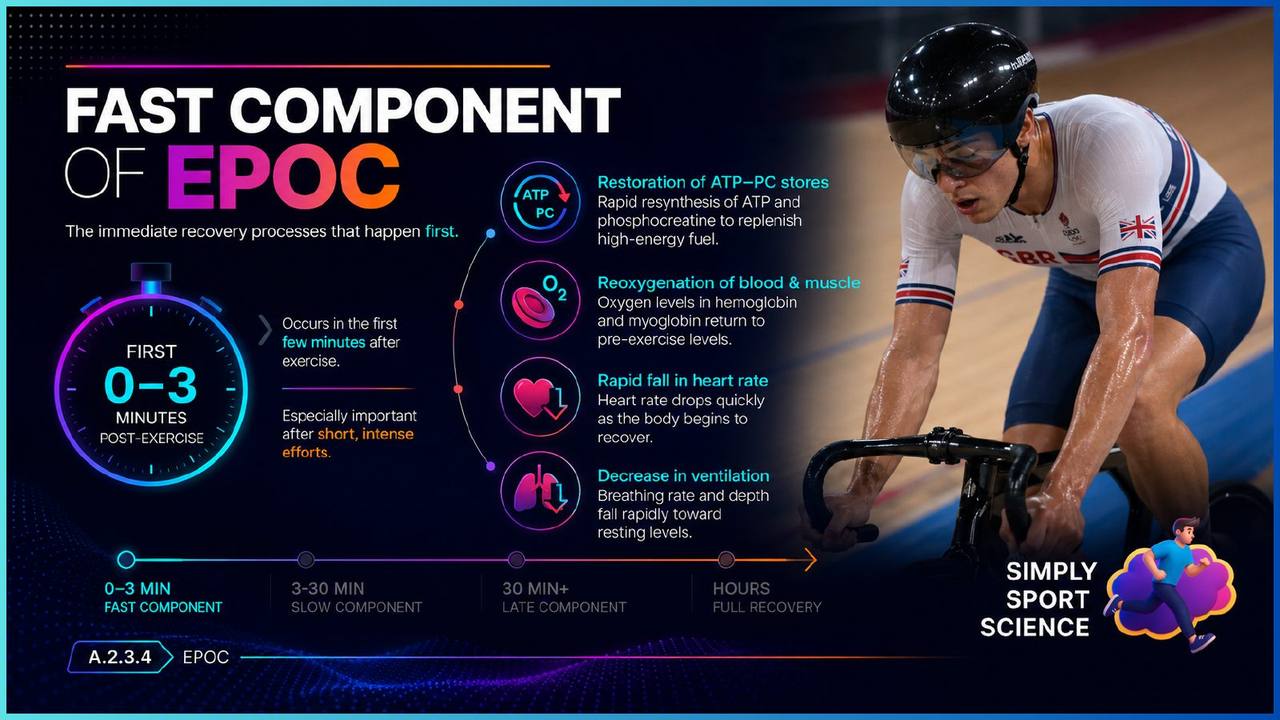 FAST COMPONENT
OF EPOC
The immediate recovery processes that happen first.
FIRST
0–3
MINUTES
POST-EXERCISE
Occurs in the first
few minutes after
exercise.
Especially important
after short, intense
efforts.
ATP
PC
Restoration of ATP–PC stores
Rapid resynthesis of ATP and
phosphocreatine to replenish
high-energy fuel.
O2
Reoxygenation of blood & muscle
Oxygen levels in hemoglobin
and myoglobin return to
pre-exercise levels.
Rapid fall in heart rate
Heart rate drops quickly
as the body begins to
recover.
Decrease in ventilation
Breathing rate and depth
fall rapidly toward
resting levels.
GBR
0–3 MIN
FAST COMPONENT
3-30 MIN
SLOW COMPONENT
30 MIN+
LATE COMPONENT
HOURS
FULL RECOVERY
A.2.3.4
EPOC
SIMPLY
SPORT
SCIENCE